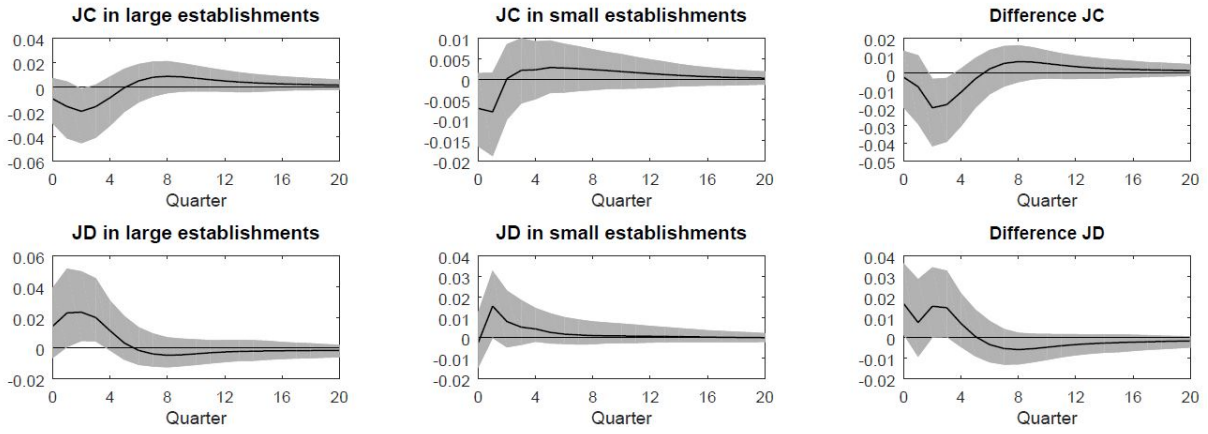 JC in large establishments
0.04
0.02
0
-0.02
-0.04
-0.06
0 4 8 12 16 20
Quarter
JC in small establishments
0.01
0.005
0
-0.005
-0.01
-0.015
-0.02
0 4 8 12 16 20
Quarter
Difference JC
0.02
0.01
0
-0.01
-0.02
-0.03
-0.04
-0.05
0 4 8 12 16 20
Quarter
JD in large establishments
0.06
0.04
0.02
0
-0.02
0 4 8 12 16 20
Quarter
JD in small establishments
0.04
0.03
0.02
0.01
0
-0.01
-0.02
0 4 8 12 16 20
Quarter
Difference JD
0.04
0.03
0.02
0.01
0
-0.01
-0.02
0 4 8 12 16 20
Quarter